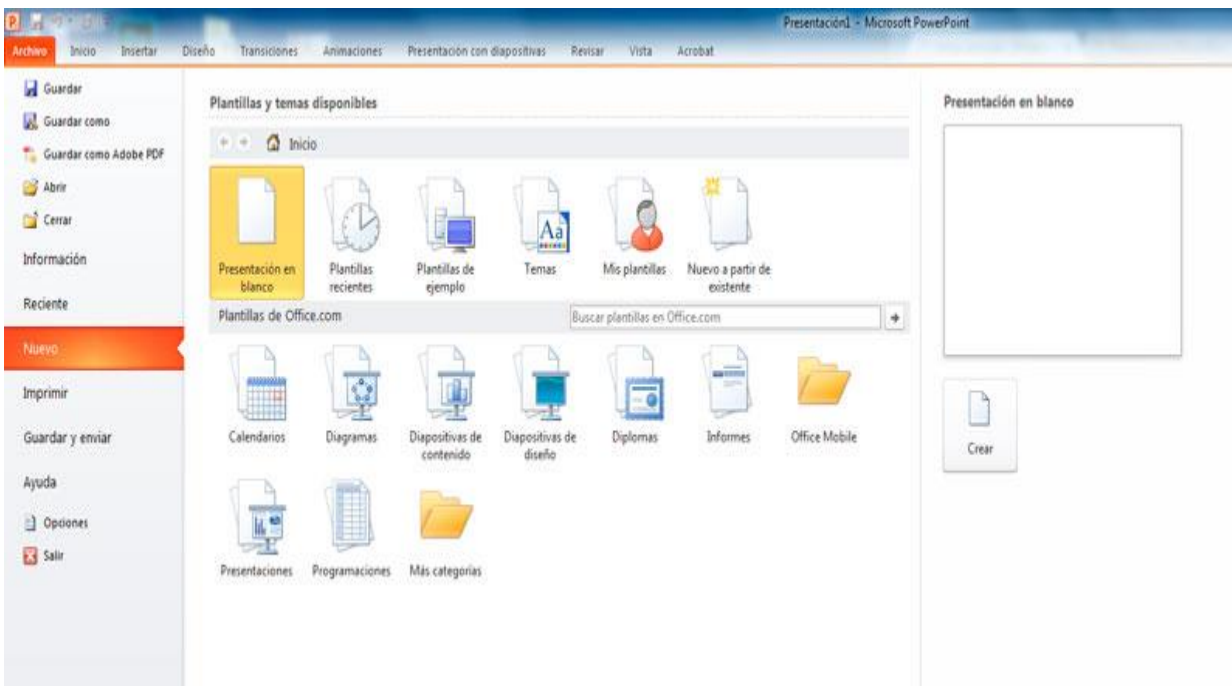 Presentación1 - Microsoft PowerPoint
Archivo Inicio Insertar Diseño Transiciones Animaciones Presentación con diapositivas Revisar Vista Acrobat
Guardar
Guardar como
Guardar como Adobe PDF
Abrir
Cerrar
Información
Reciente
Nuevo
Imprimir
Guardar y enviar
Ayuda
Opciones
Salir
Plantillas y temas disponibles
Inicio
Presentación en blanco
Plantillas recientes
Plantillas de ejemplo
Temas
Mis plantillas
Nuevo a partir de existente
Plantillas de Office.com
Buscar plantillas en Office.com
Calendarios
Diagramas
Diapositivas de contenido
Diapositivas de diseño
Diplomas
Informes
Office Mobile
Presentaciones
Programaciones
Más categorías
Presentación en blanco
Crear